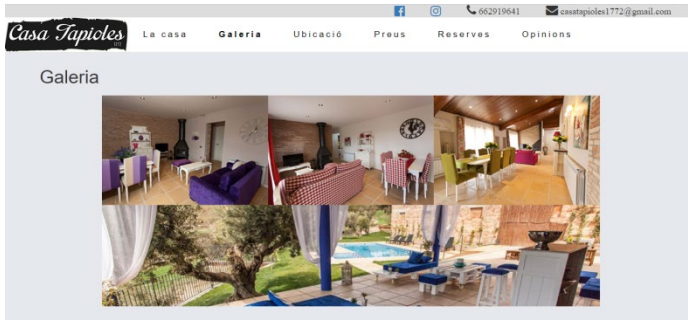 662919641 casatapioles1772@gmail.com
Casa Tapioles
La casa Galeria Ubicació Preus Reserves Opinions
Galeria